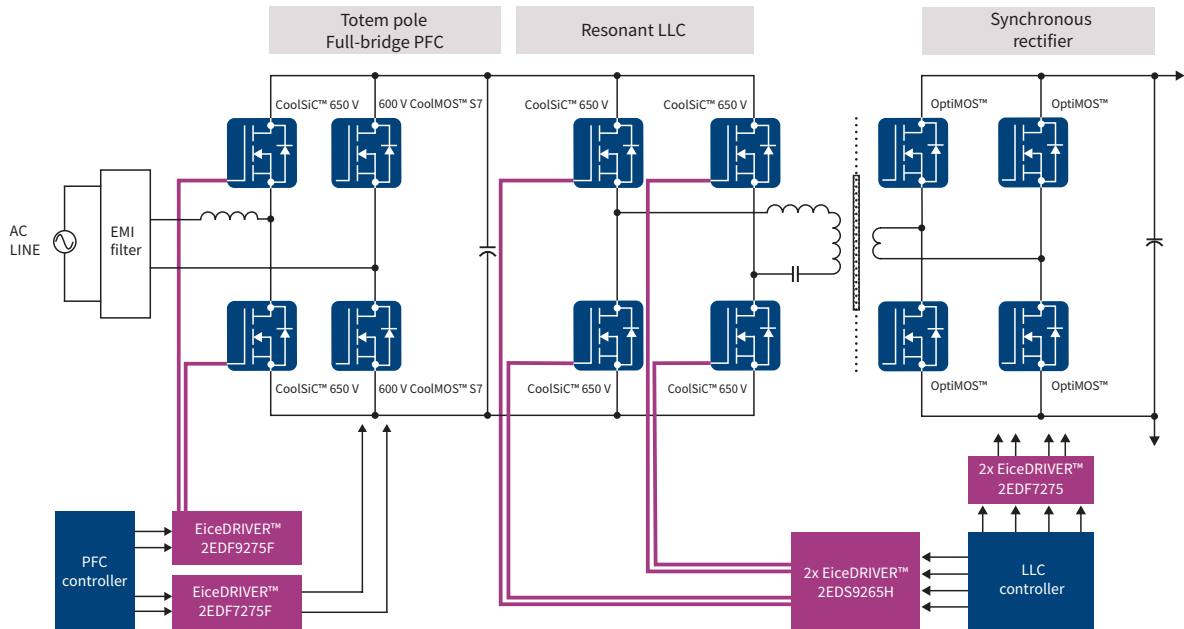 Totem pole
Full-bridge PFC
Resonant LLC
Synchronous
rectifier
CoolSiC™ 650 V
600 V CoolMOS™ S7
CoolSiC™ 650 V
CoolSiC™ 650 V
OptiMOS™
OptiMOS™
AC
LINE
EMI
filter
CoolSiC™ 650 V
600 V CoolMOS™ S7
CoolSiC™ 650 V
CoolSiC™ 650 V
OptiMOS™
OptiMOS™
2x EiceDRIVER™
2EDF7275
PFC
controller
EiceDRIVER™
2EDF9275F
EiceDRIVER™
2EDF7275F
2x EiceDRIVER™
2EDS9265H
LLC
controller